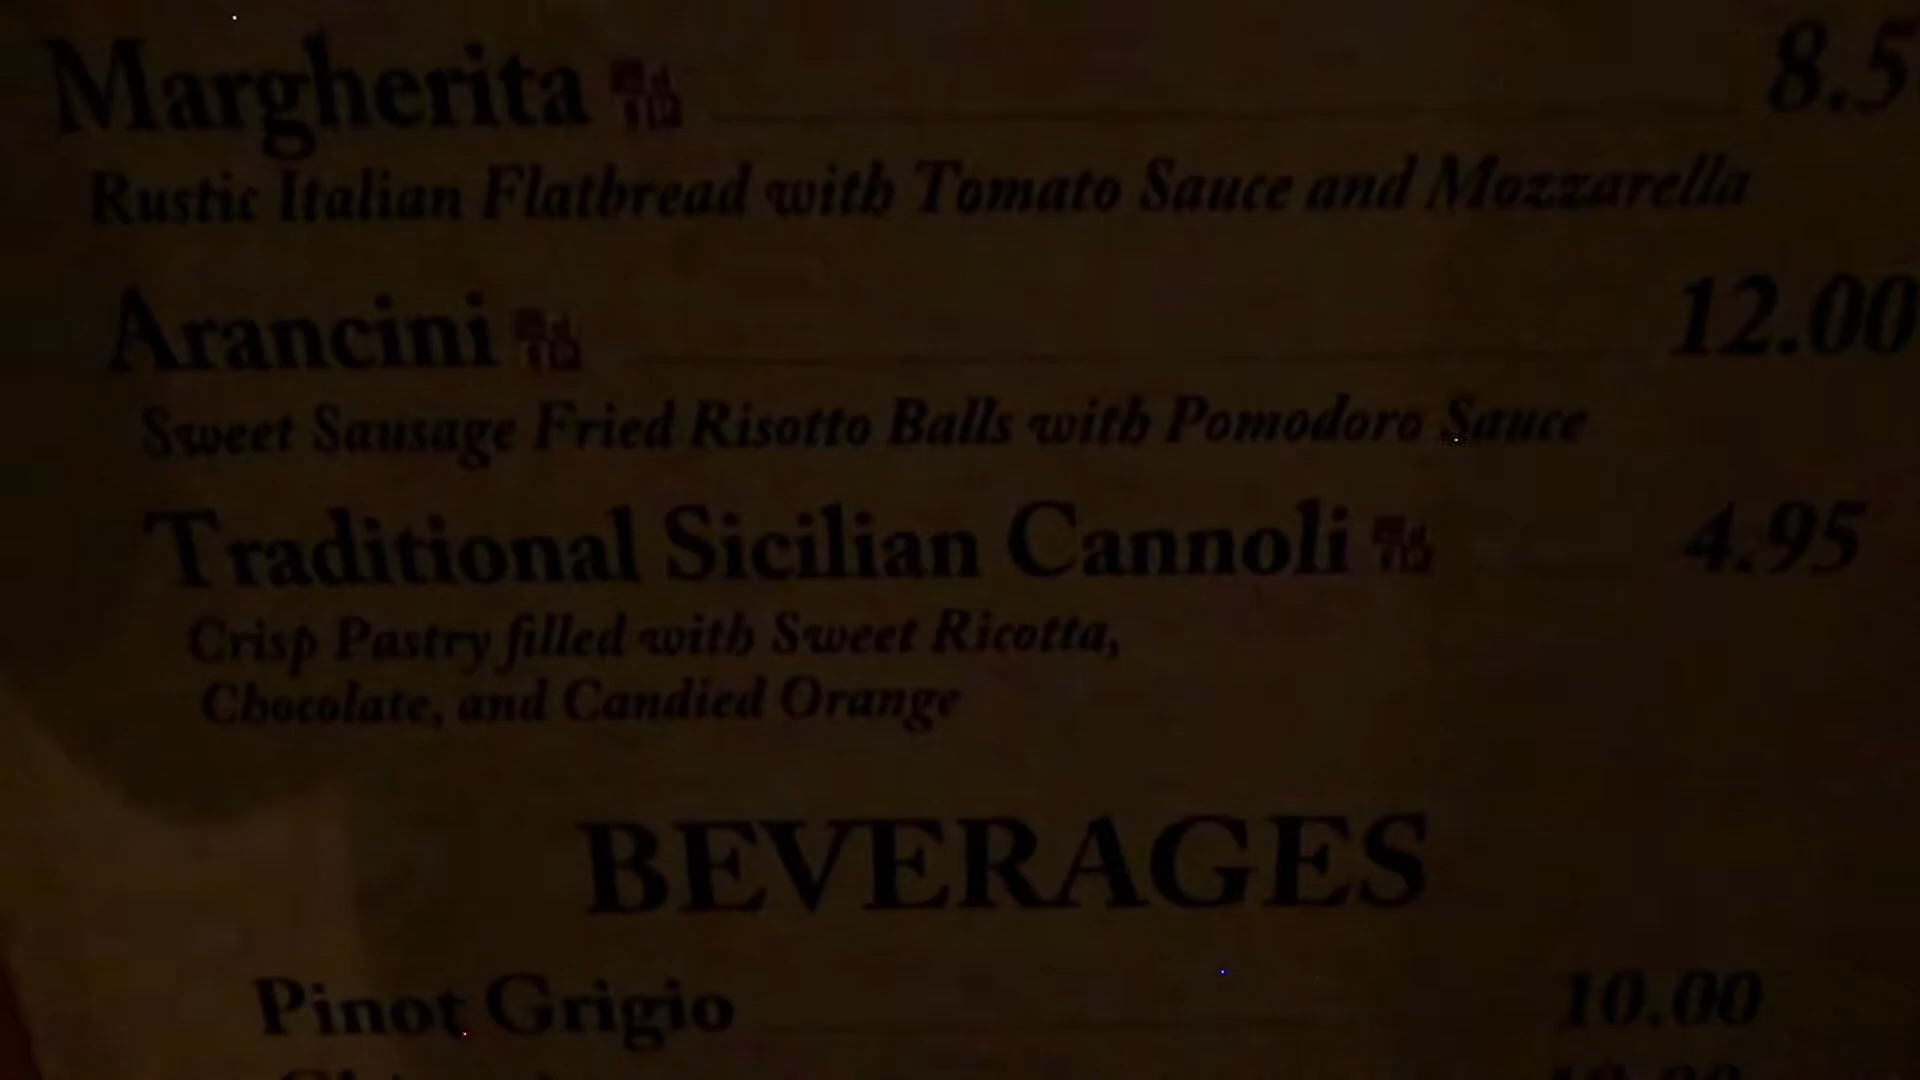 Margherita 8.5
Rustic Italian Flatbread with Tomato Sauce and Mozzarella
Arancini 12.00
Sweet Sausage Fried Risotto Balls with Pomodoro Sauce
Traditional Sicilian Cannoli 4.95
Crisp Pastry filled with Sweet Ricotta,
Chocolate, and Candied Orange
BEVERAGES
Pinot Grigio 10.00